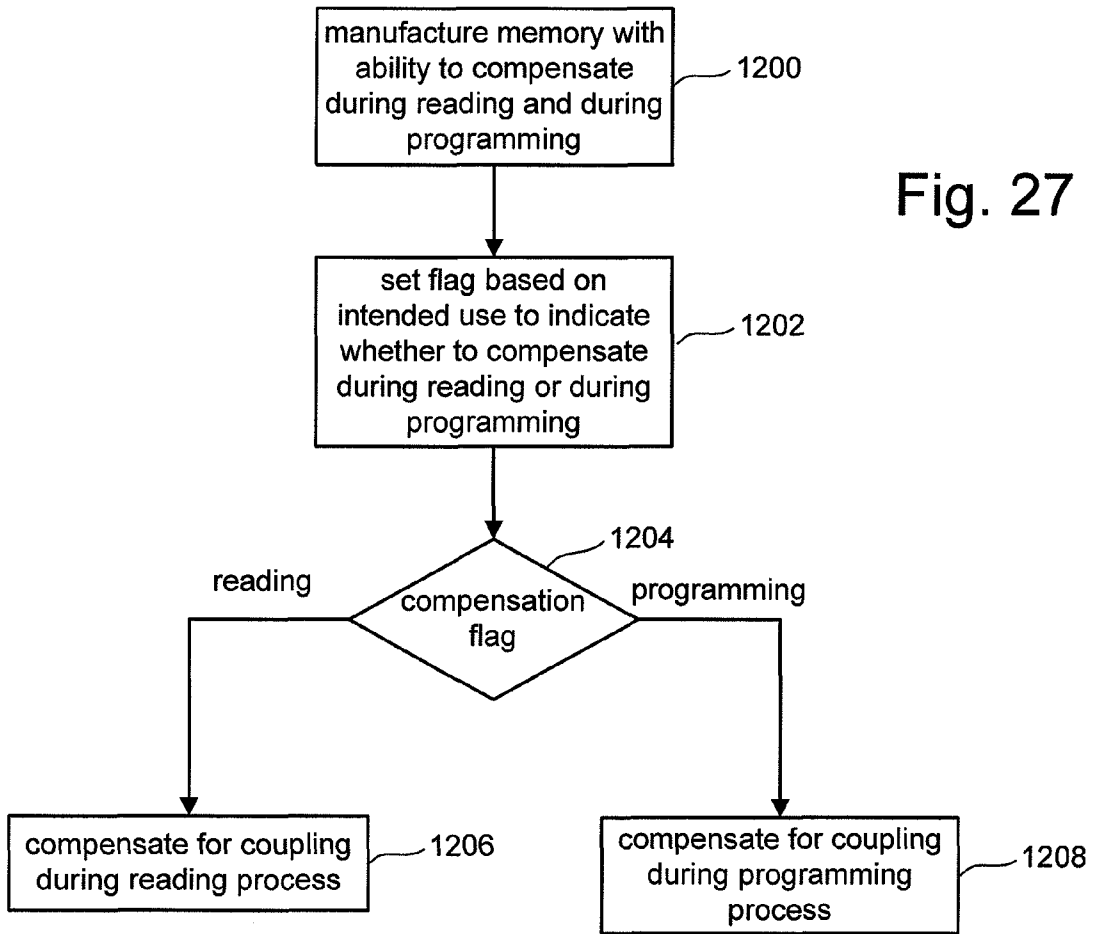 manufacture memory with
ability to compensate
during reading and during
programming
1200
Fig. 27
set flag based on
intended use to indicate
whether to compensate
during reading or during
programming
1202
1204
reading
compensation
flag
programming
compensate for coupling
during reading process
1206
compensate for coupling
during programming
process
1208